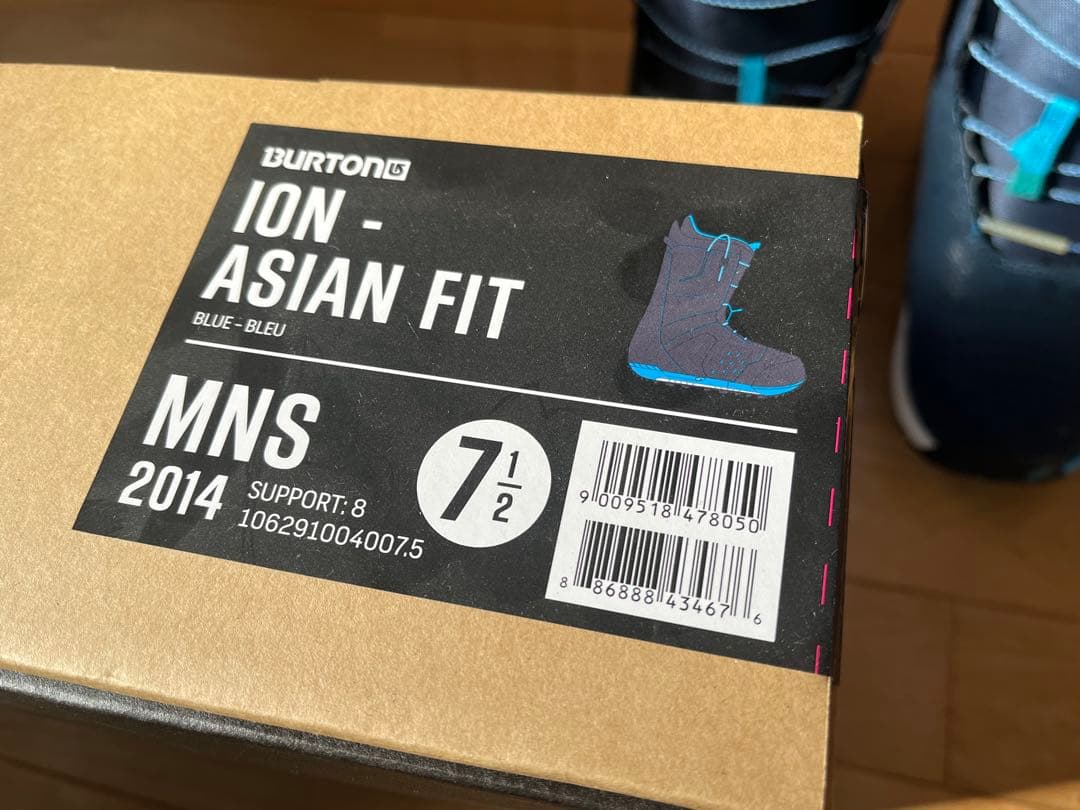 BURTON
ION -
ASIAN FIT
BLUE - BLEU
MNS
2014
SUPPORT: 8
106291004007.5
7 1/2
9 009518 478050
8 86888 43467 6